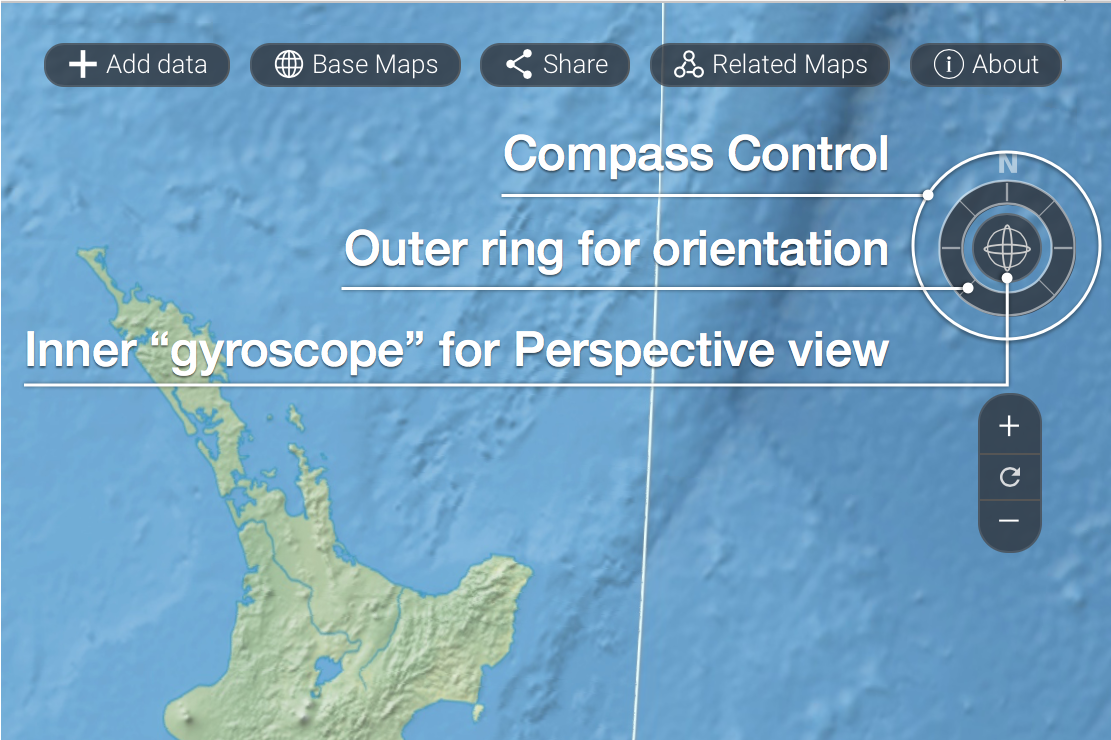 Add data
Base Maps
Share
Related Maps
About
Compass Control
N
Outer ring for orientation
Inner “gyroscope” for Perspective view